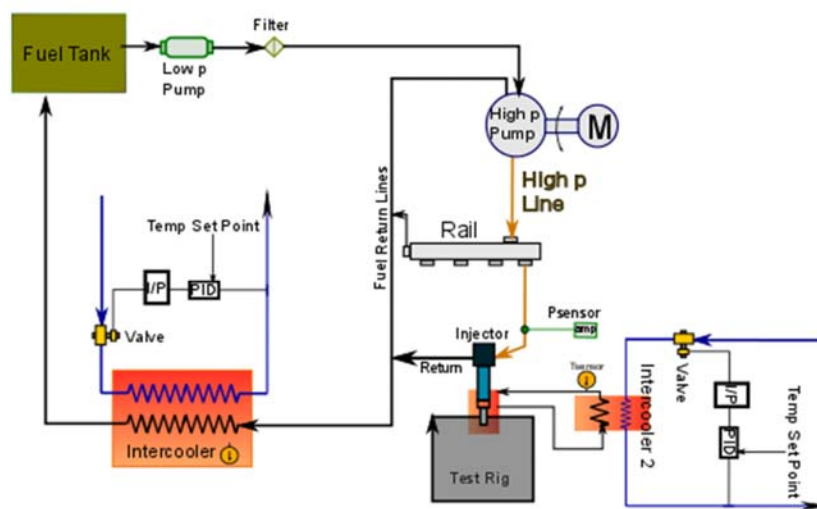 Fuel Tank
Low p
Pump
Filter
High p
Pump
M
High p
Line
Fuel Return Lines
Rail
Temp Set Point
I/P
PID
Valve
Psensor
amp
Injector
Return
Tsensor
Intercooler
Test Rig
Intercooler 2
Valve
I/P
PID
Temp Set Point